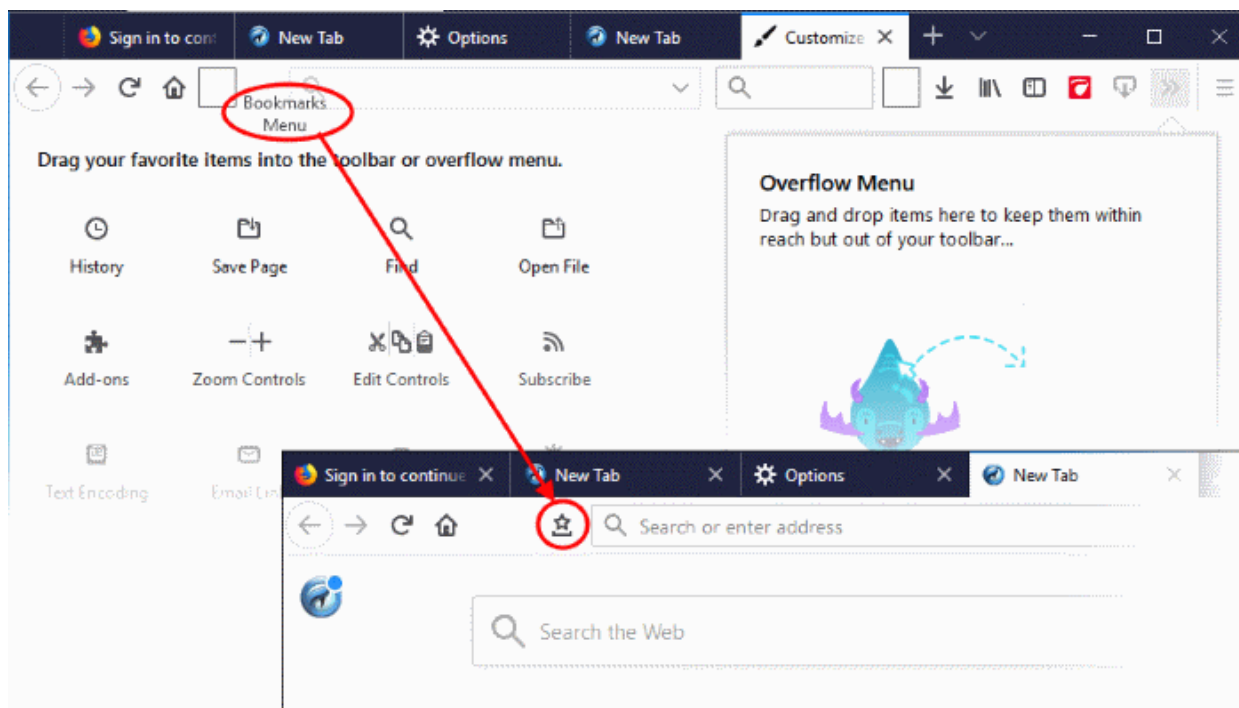 Sign in to con
New Tab
Options
New Tab
Customize
Bookmarks
Menu
Drag your favorite items into the toolbar or overflow menu.
History
Save Page
Find
Open File
Add-ons
Zoom Controls
Edit Controls
Subscribe
Text Encoding
Email Lin
Overflow Menu
Drag and drop items here to keep them within
reach but out of your toolbar...
Sign in to continue
New Tab
Options
New Tab
Search or enter address
Search the Web